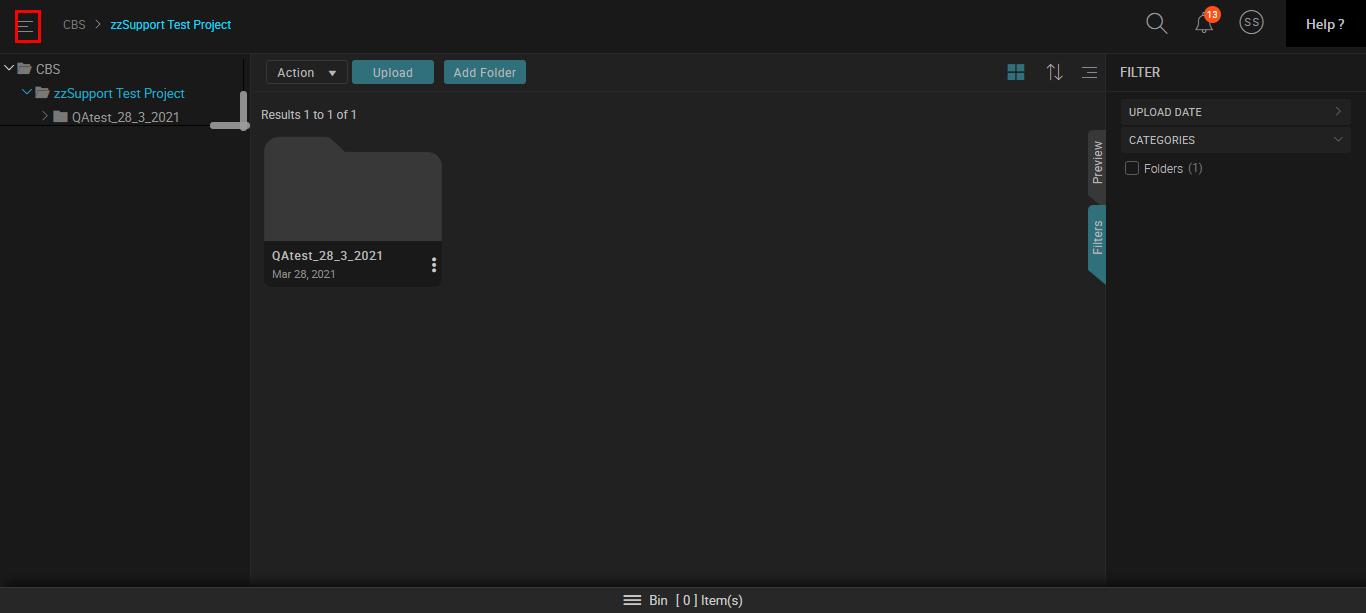 CBS > zzSupport Test Project
13
SS
Help ?
CBS
zzSupport Test Project
QAtest_28_3_2021
Action
Upload
Add Folder
Results 1 to 1 of 1
QAtest_28_3_2021
Mar 28, 2021
Preview
Filters
FILTER
UPLOAD DATE
CATEGORIES
Folders (1)
Bin [ 0 ] Item(s)